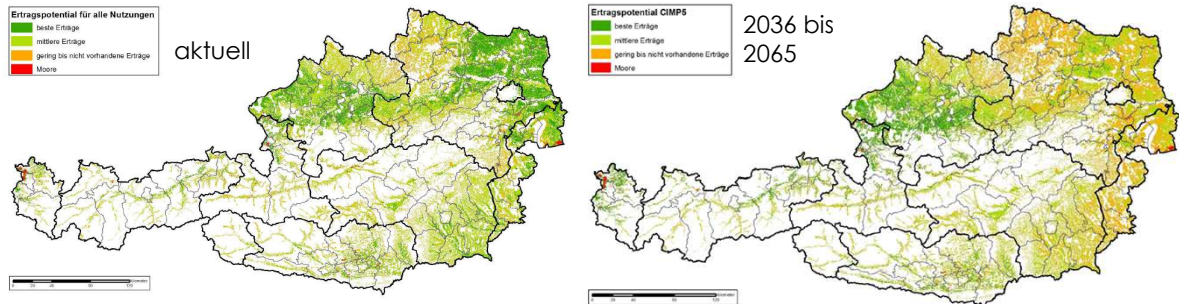 Ertragspotential für alle Nutzungen
beste Erträge
mittlere Erträge
gering bis nicht vorhandene Erträge
Moore
aktuell
Ertragspotential CIMP5
beste Erträge
mittlere Erträge
gering bis nicht vorhandene Erträge
Moore
2036 bis
2065